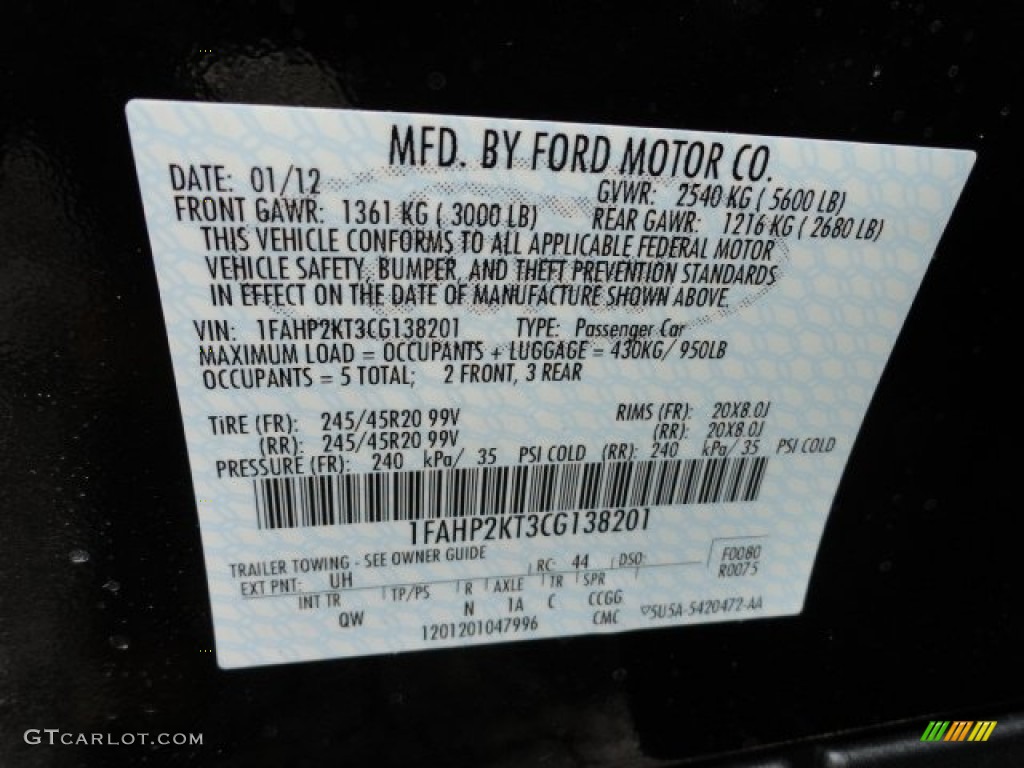 MFD. BY FORD MOTOR CO.
DATE: 01/12 GVWR: 2540 KG ( 5600 LB)
FRONT GAWR: 1361 KG ( 3000 LB) REAR GAWR: 1216 KG ( 2680 LB)
THIS VEHICLE CONFORMS TO ALL APPLICABLE FEDERAL MOTOR
VEHICLE SAFETY, BUMPER, AND THEFT PREVENTION STANDARDS
IN EFFECT ON THE DATE OF MANUFACTURE SHOWN ABOVE.
VIN: 1FAHP2KT3CG138201 TYPE: Passenger Car
MAXIMUM LOAD = OCCUPANTS + LUGGAGE = 430KG/ 950LB
OCCUPANTS = 5 TOTAL; 2 FRONT, 3 REAR
TiRE (FR): 245/45R20 99V RIMS (FR): 20X8.0J
(RR): 245/45R20 99V (RR): 20X8.0J
PRESSURE (FR): 240 kPa/ 35 PSI COLD (RR): 240 kPa/ 35 PSI COLD
1FAHP2KT3CG138201
TRAILER TOWING - SEE OWNER GUIDE RC: 44 DSO: F0080
EXT PNT: UH R0075
INT TR TP/PS R AXLE TR SPR
QW N 1A C CCGG
1201201047996 CMC 5U5A-5420472-AA
GTCARLOT.COM